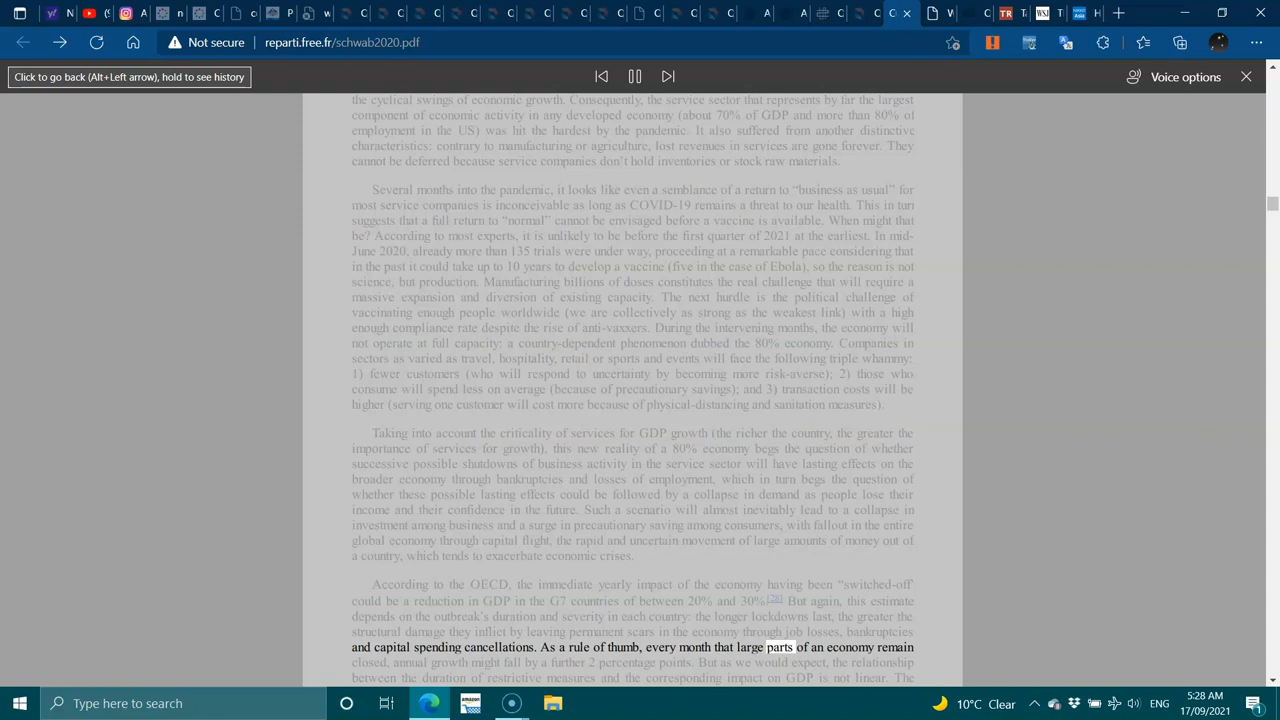 Not secure
reparti.free.fr/schwab2020.pdf
Click to go back (Alt+Left arrow), hold to see history
Voice options
the cyclical swings of economic growth. Consequently, the service sector that represents by far the largest
component of economic activity in any developed economy (about 70% of GDP and more than 80% of
employment in the US) was hit the hardest by the pandemic. It also suffered from another distinctive
characteristics: contrary to manufacturing or agriculture, lost revenues in services are gone forever. They
cannot be deferred because service companies don't hold inventories or stock raw materials.
Several months into the pandemic, it looks like even a semblance of a return to “business as usual” for
most service companies is inconceivable as long as COVID-19 remains a threat to our health. This in turn
suggests that a full return to “normal” cannot be envisaged before a vaccine is available. When might that
be? According to most experts, it is unlikely to be before the first quarter of 2021 at the earliest. In mid-
June 2020, already more than 135 trials were under way, proceeding at a remarkable pace considering that
in the past it could take up to 10 years to develop a vaccine (five in the case of Ebola), so the reason is not
science, but production. Manufacturing billions of doses constitutes the real challenge that will require a
massive expansion and diversion of existing capacity. The next hurdle is the political challenge of
vaccinating enough people worldwide (we are collectively as strong as the weakest link) with a high
enough compliance rate despite the rise of anti-vaxxers. During the intervening months, the economy will
not operate at full capacity: a country-dependent phenomenon dubbed the 80% economy. Companies in
sectors as varied as travel, hospitality, retail or sports and events will face the following triple whammy:
1) fewer customers (who will respond to uncertainty by becoming more risk-averse); 2) those who
consume will spend less on average (because of precautionary savings); and 3) transaction costs will be
higher (serving one customer will cost more because of physical-distancing and sanitation measures).
Taking into account the criticality of services for GDP growth (the richer the country, the greater the
importance of services for growth), this new reality of a 80% economy begs the question of whether
successive possible shutdowns of business activity in the service sector will have lasting effects on the
broader economy through bankruptcies and losses of employment, which in turn begs the question of
whether these possible lasting effects could be followed by a collapse in demand as people lose their
income and their confidence in the future. Such a scenario will almost inevitably lead to a collapse in
investment among business and a surge in precautionary saving among consumers, with fallout in the entire
global economy through capital flight, the rapid and uncertain movement of large amounts of money out of
a country, which tends to exacerbate economic crises.
According to the OECD, the immediate yearly impact of the economy having been “switched-off'
could be a reduction in GDP in the G7 countries of between 20% and 30%.[28] But again, this estimate
depends on the outbreak's duration and severity in each country: the longer lockdowns last, the greater the
structural damage they inflict by leaving permanent scars in the economy through job losses, bankruptcies
and capital spending cancellations. As a rule of thumb, every month that large parts of an economy remain
closed, annual growth might fall by a further 2 percentage points. But as we would expect, the relationship
between the duration of restrictive measures and the corresponding impact on GDP is not linear. The
Type here to search
amazon
10°C Clear
ENG
5:28 AM
17/09/2021